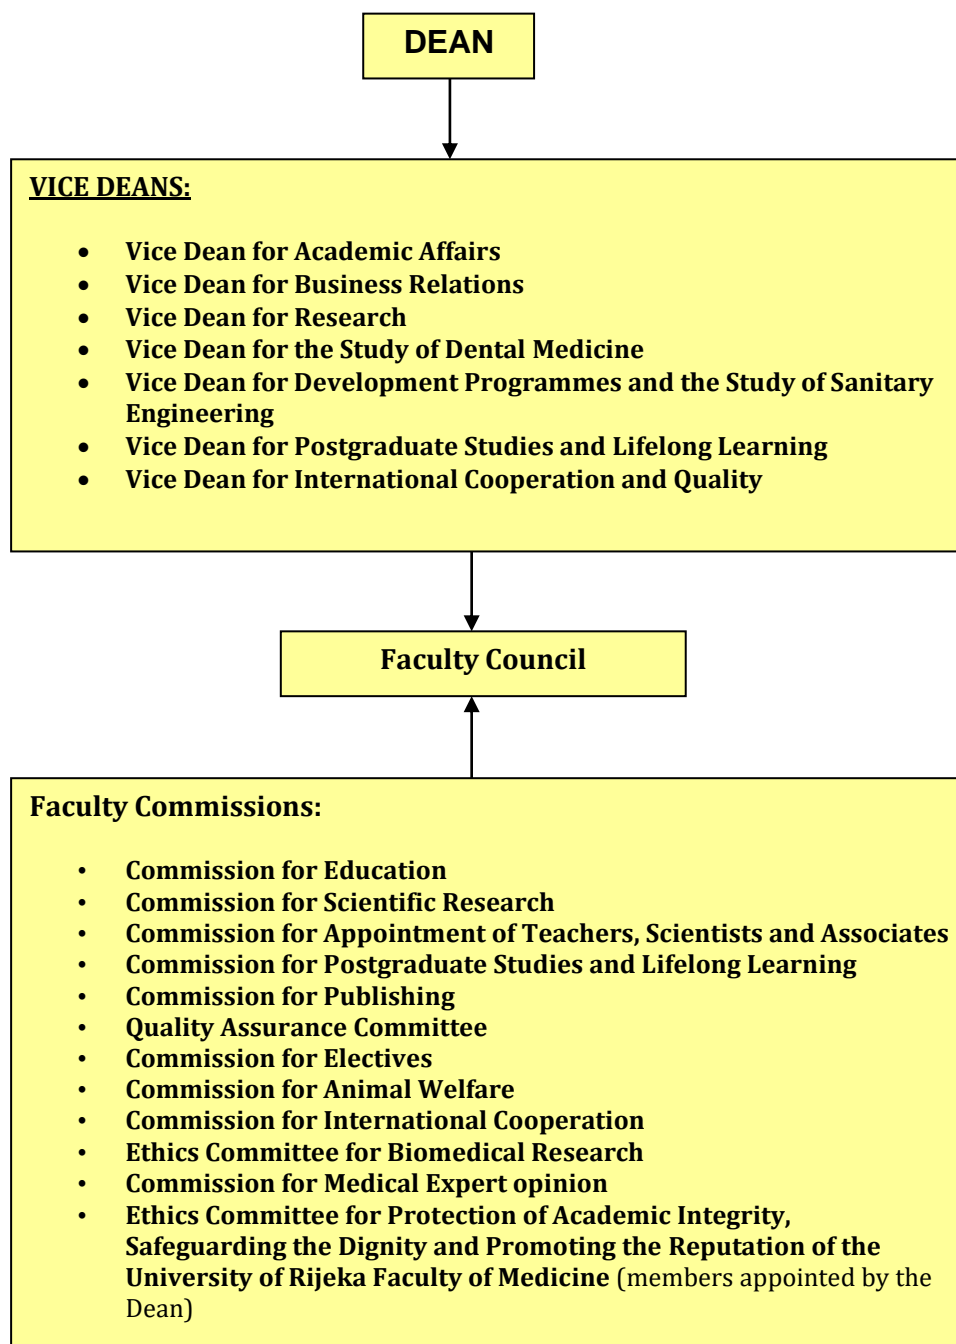 DEAN
VICE DEANS:
• Vice Dean for Academic Affairs
• Vice Dean for Business Relations
• Vice Dean for Research
• Vice Dean for the Study of Dental Medicine
• Vice Dean for Development Programmes and the Study of Sanitary
Engineering
• Vice Dean for Postgraduate Studies and Lifelong Learning
• Vice Dean for International Cooperation and Quality
Faculty Council
Faculty Commissions:
• Commission for Education
• Commission for Scientific Research
• Commission for Appointment of Teachers, Scientists and Associates
• Commission for Postgraduate Studies and Lifelong Learning
• Commission for Publishing
• Quality Assurance Committee
• Commission for Electives
• Commission for Animal Welfare
• Commission for International Cooperation
• Ethics Committee for Biomedical Research
• Commission for Medical Expert opinion
• Ethics Committee for Protection of Academic Integrity,
Safeguarding the Dignity and Promoting the Reputation of the
University of Rijeka Faculty of Medicine (members appointed by the
Dean)